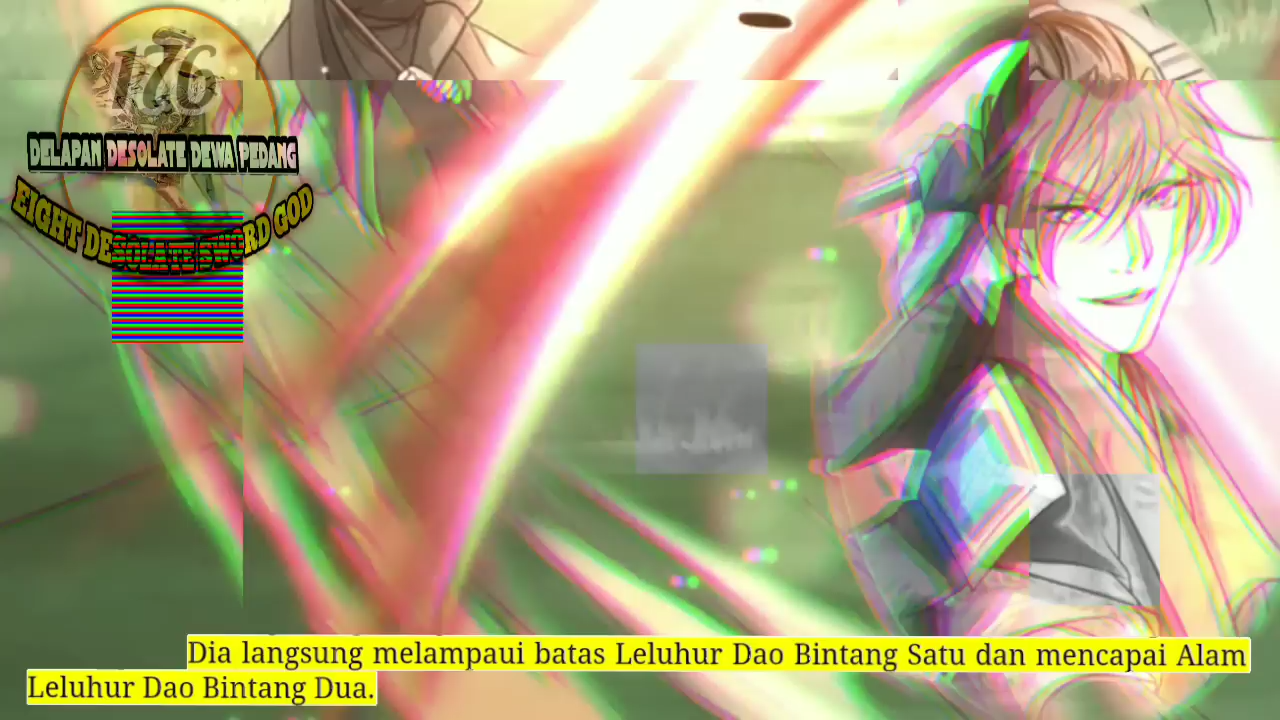 176
DELAPAN DESOLATE DEWA PEDANG
EIGHT DESOLATE SWORD GOD
Dia langsung melampaui batas Leluhur Dao Bintang Satu dan mencapai Alam
Leluhur Dao Bintang Dua.